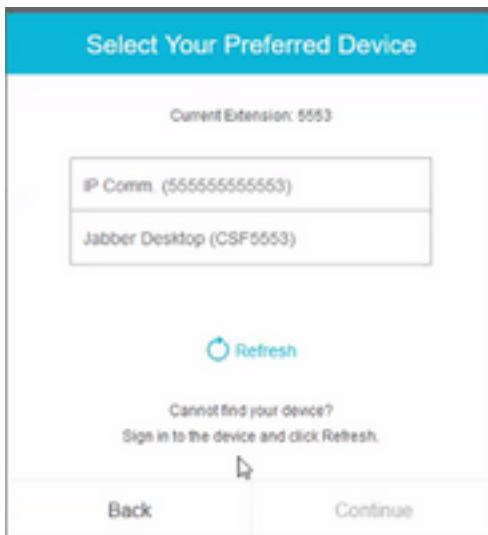 Select Your Preferred Device
Current Extension: 5553
IP Comm. (555555555553)
Jabber Desktop (CSF5553)
Refresh
Cannot find your device?
Sign in to the device and click Refresh.
Back Continue